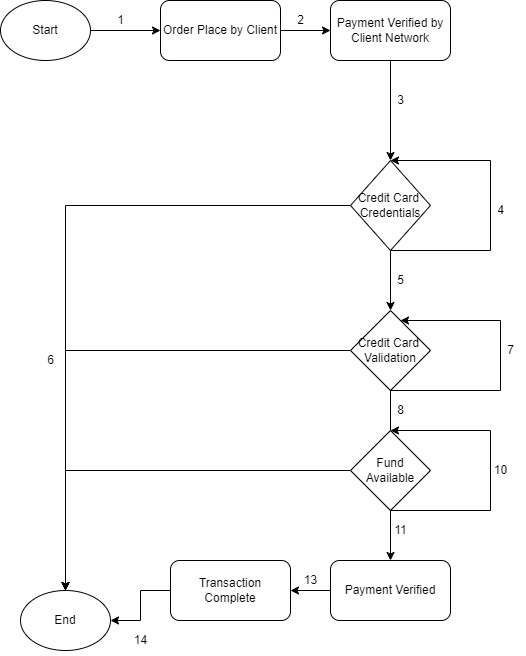 Start
1
Order Place by Client
2
Payment Verified by
Client Network
3
Credit Card
Credentials
4
5
Credit Card
Validation
6
7
8
Fund
Available
10
11
Payment Verified
13
Transaction
Complete
14
End